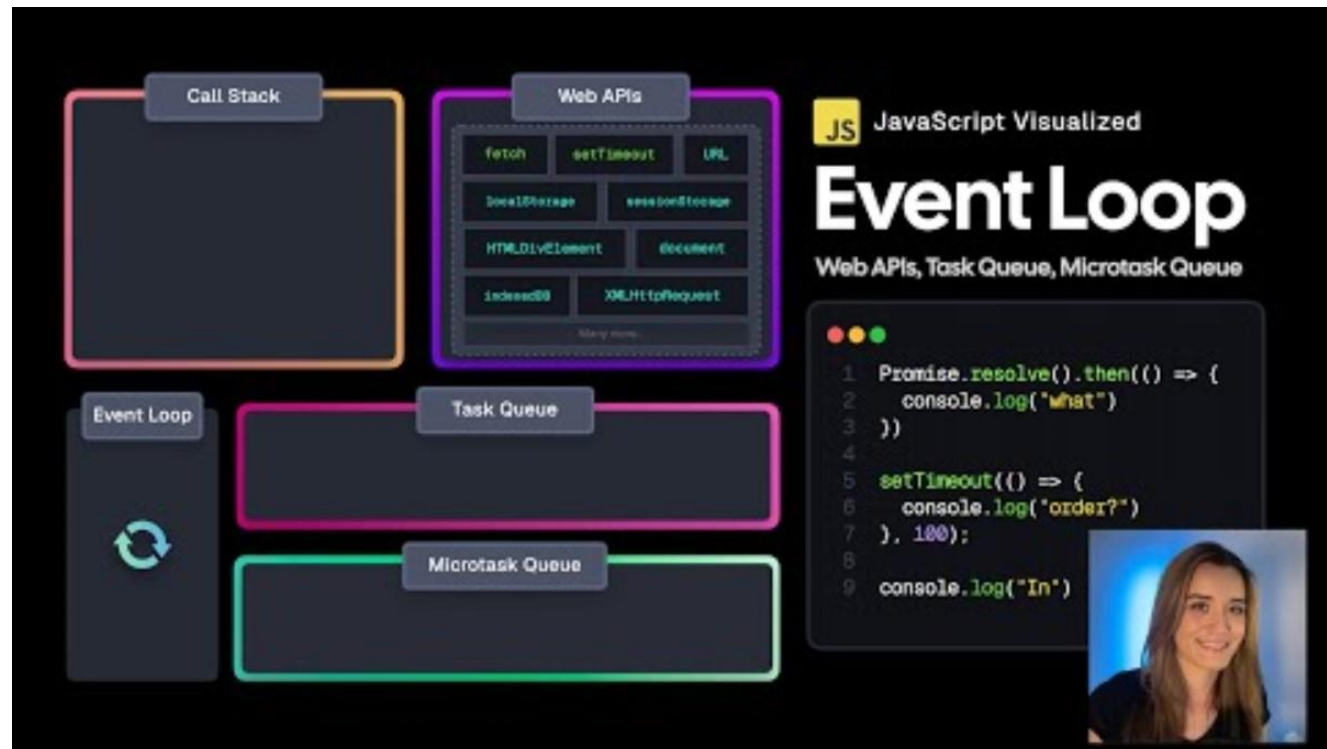 Call Stack
Web APIs
fetch
setTimeout
URL
localStorage
sessionStorage
HTMLDivElement
document
indexedDB
XMLHttpRequest
Many more...
Event Loop
Task Queue
Microtask Queue
JS
JavaScript Visualized
Event Loop
Web APIs, Task Queue, Microtask Queue
1 Promise.resolve().then(() => {
2 console.log("what")
3 })
4
5 setTimeout(() => {
6 console.log("order?")
7 }, 100);
8
9 console.log("In")